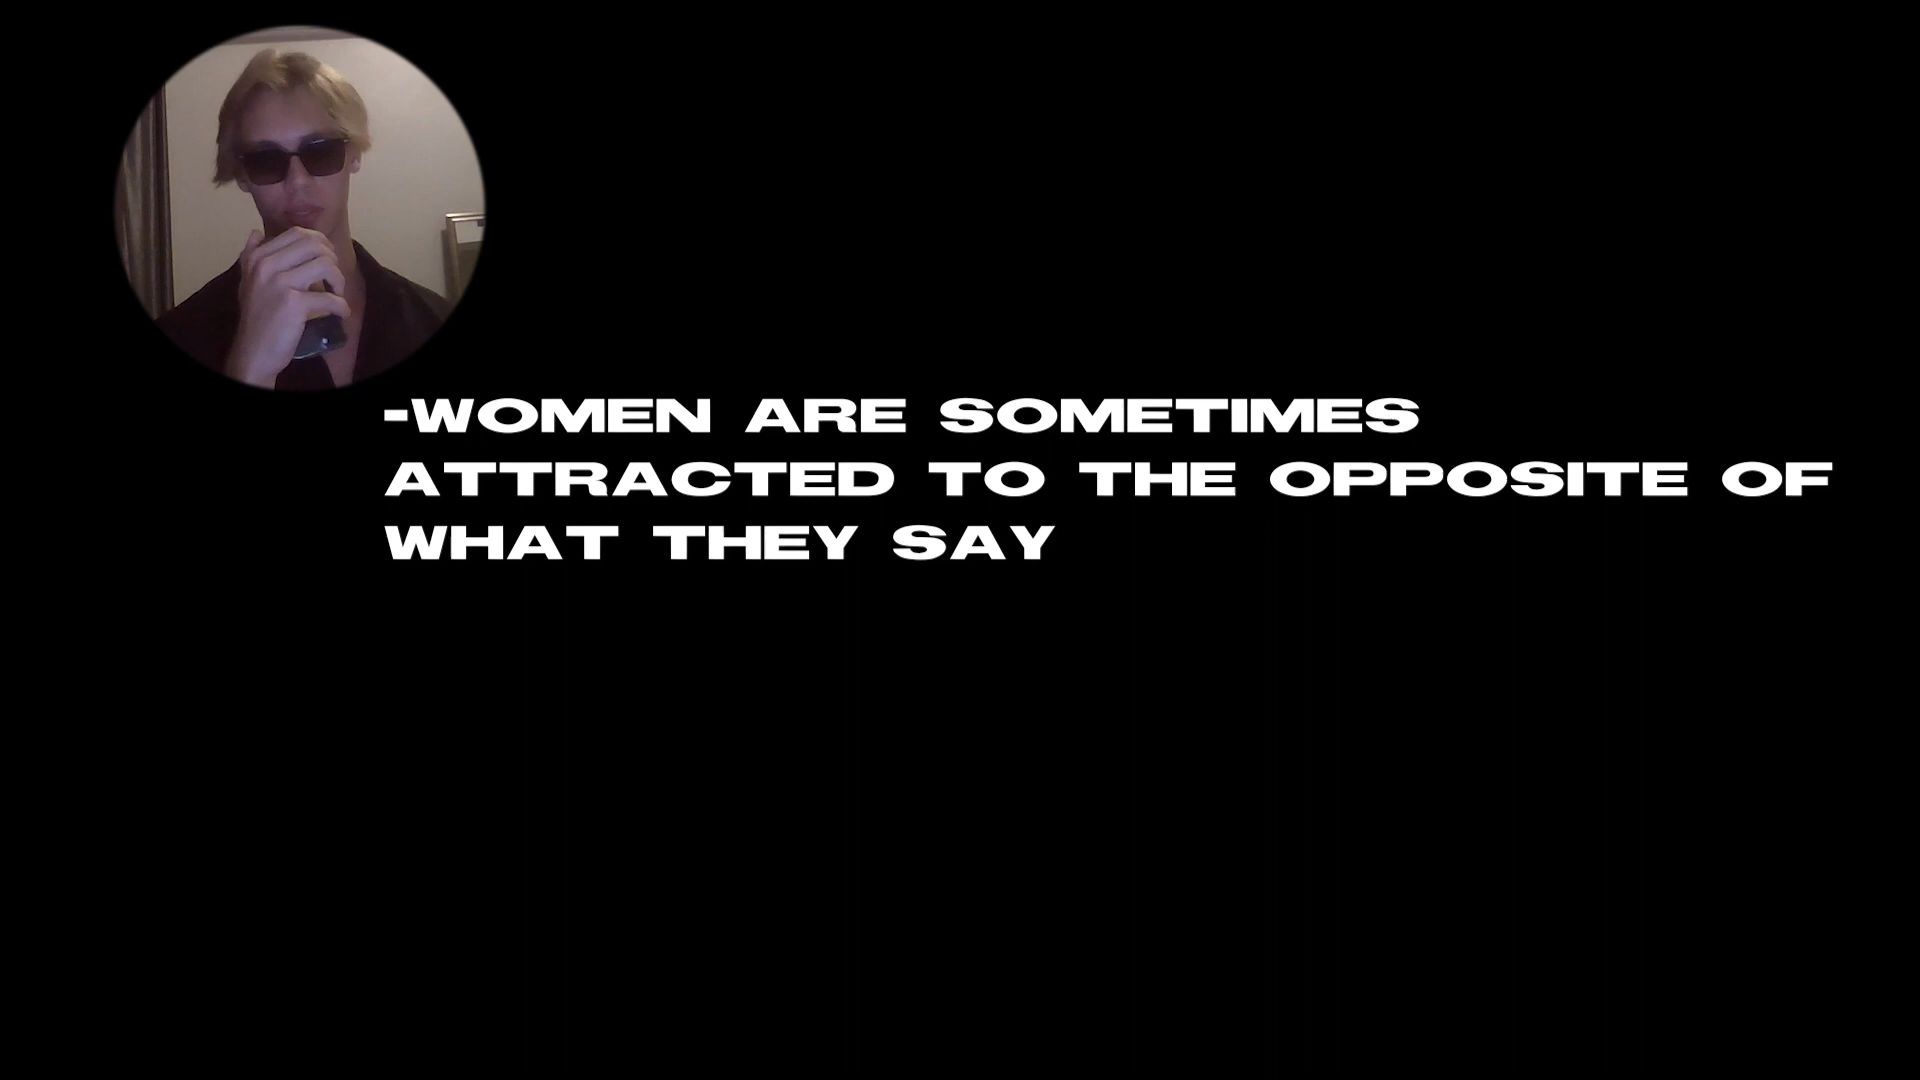 -WOMEN ARE SOMETIMES
ATTRACTED TO THE OPPOSITE OF
WHAT THEY SAY